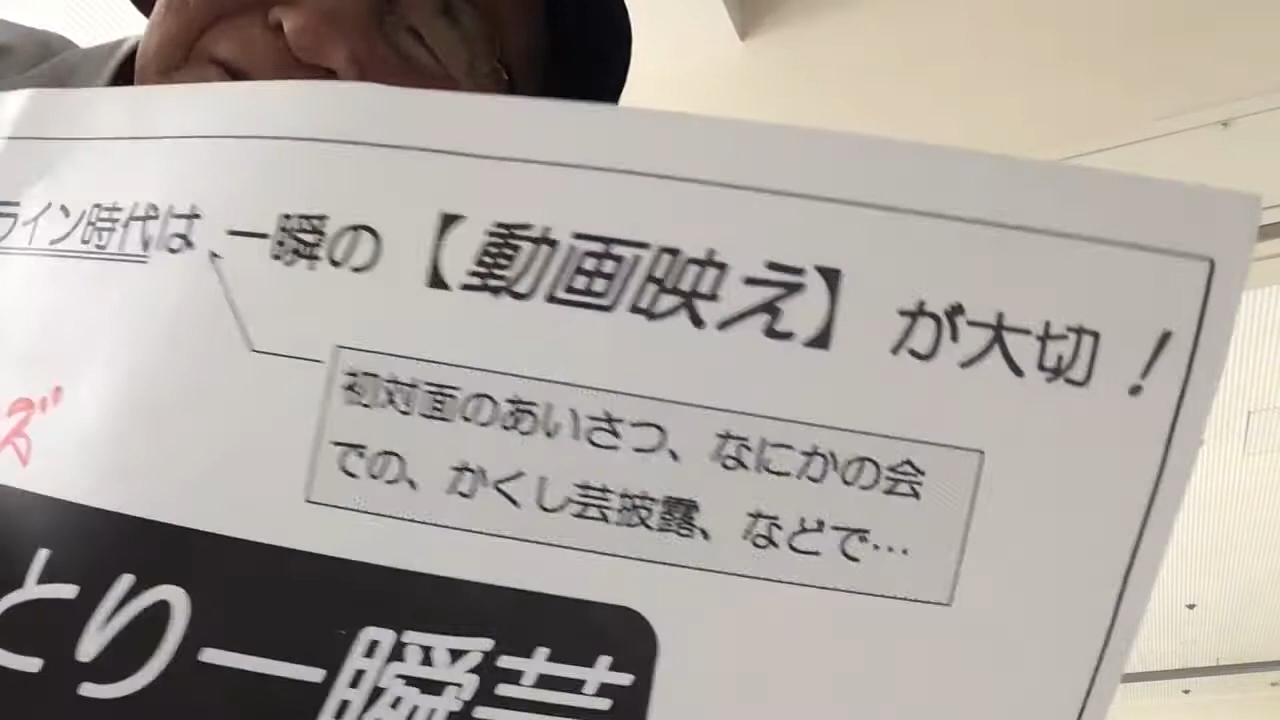 ライン時代は、一瞬の【動画映え】が大切！
初対面のあいさつ、なにかの会
での、かくし芸披露、などで…
ズ
とり一瞬芸